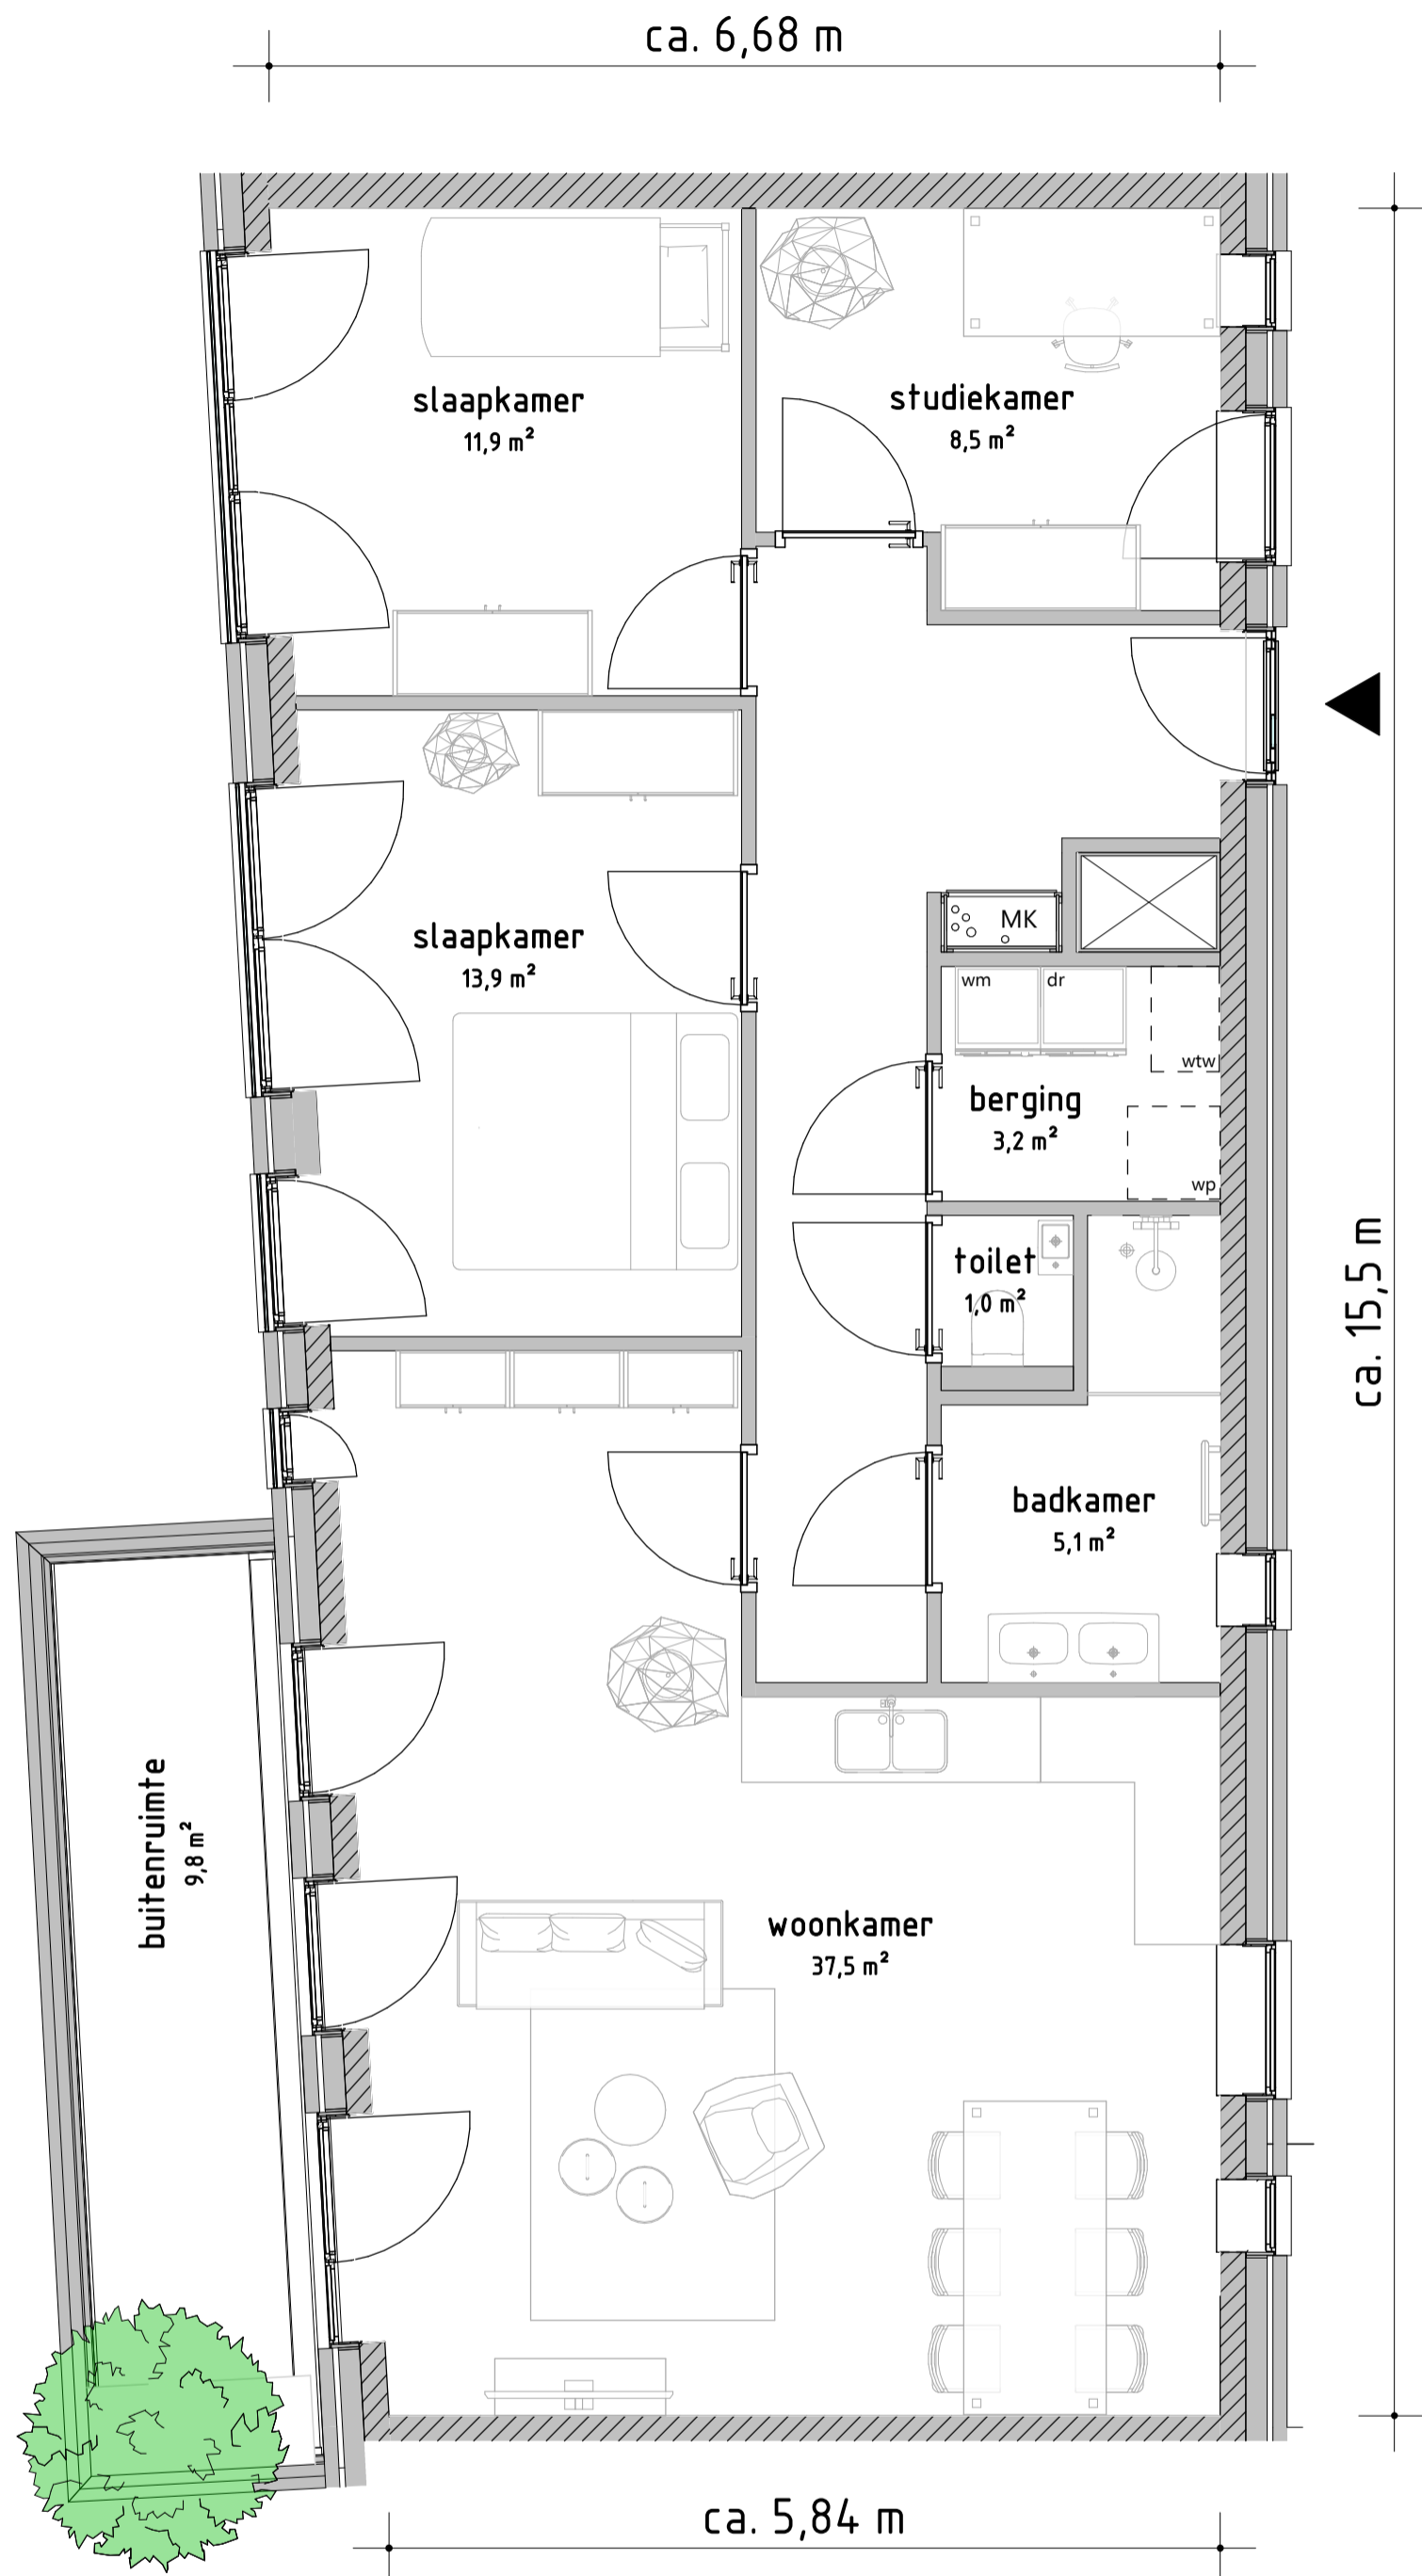 ca. 6,68 m
slaapkamer
11,9 m²
studiekamer
8,5 m²
MK
slaapkamer
13,9 m²
wm
dr
wtw
berging
3,2 m²
wp
toilet
1,0 m²
ca. 15,5 m
badkamer
5,1 m²
buitenruimte
9,8 m²
woonkamer
37,5 m²
ca. 5,84 m